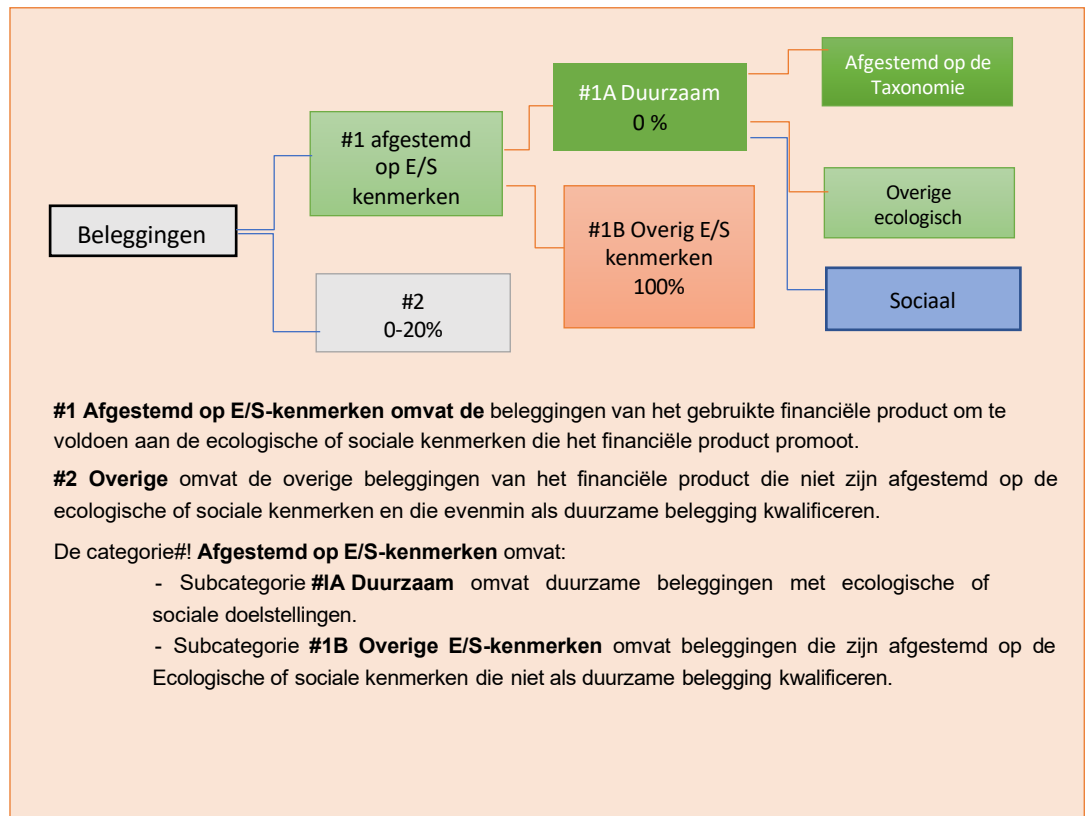 Beleggingen
#1 afgestemd
op E/S
kenmerken
#2
0-20%
#1A Duurzaam
0 %
#1B Overig E/S
kenmerken
100%
Afgestemd op de
Taxonomie
Overige
ecologisch
Sociaal
#1 Afgestemd op E/S-kenmerken omvat de beleggingen van het gebruikte financiële product om te
voldoen aan de ecologische of sociale kenmerken die het financiële product promoot.
#2 Overige omvat de overige beleggingen van het financiële product die niet zijn afgestemd op de
ecologische of sociale kenmerken en die evenmin als duurzame belegging kwalificeren.
De categorie#! Afgestemd op E/S-kenmerken omvat:
- Subcategorie #IA Duurzaam omvat duurzame beleggingen met ecologische of
sociale doelstellingen.
- Subcategorie #1B Overige E/S-kenmerken omvat beleggingen die zijn afgestemd op de
Ecologische of sociale kenmerken die niet als duurzame belegging kwalificeren.